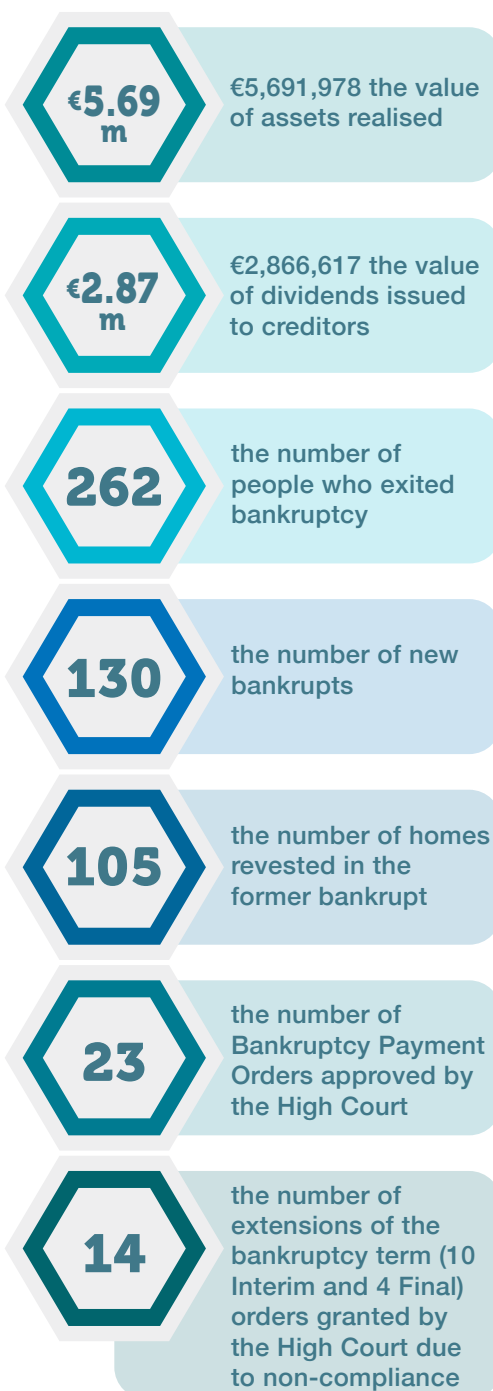 €5.69
m
€5,691,978 the value
of assets realised
€2.87
m
€2,866,617 the value
of dividends issued
to creditors
262
the number of
people who exited
bankruptcy
130
the number of new
bankrupts
105
the number of homes
revested in the
former bankrupt
23
the number of
Bankruptcy Payment
Orders approved by
the High Court
14
the number of
extensions of the
bankruptcy term (10
Interim and 4 Final)
orders granted by
the High Court due
to non-compliance